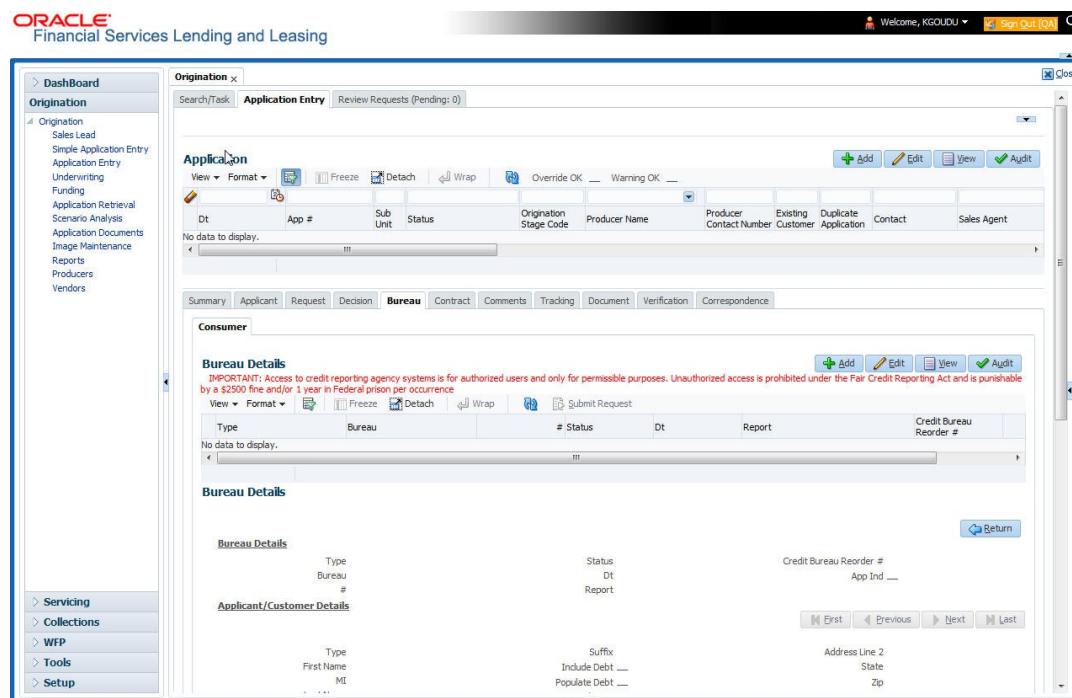 ORACLE
Financial Services Lending and Leasing
Welcome, KGOUDU
Sign Out [QA]
DashBoard
Origination
Origination
Sales Lead
Simple Application Entry
Application Entry
Underwriting
Funding
Application Retrieval
Scenario Analysis
Application Documents
Image Maintenance
Reports
Producers
Vendors
Servicing
Collections
WFP
Tools
Setup
Origination x
Clos
Search/Task Application Entry Review Requests (Pending: 0)
Application
Add Edit View Audit
View Format Freeze Detach Wrap Override OK Warning OK
Dt App # Sub Unit Status Origination Stage Code Producer Name Producer Contact Number Existing Customer Duplicate Application Contact Sales Agent
No data to display.
Summary Applicant Request Decision Bureau Contract Comments Tracking Document Verification Correspondence
Consumer
Bureau Details
Add Edit View Audit
IMPORTANT: Access to credit reporting agency systems is for authorized users and only for permissible purposes. Unauthorized access is prohibited under the Fair Credit Reporting Act and is punishable
by a $2500 fine and/or 1 year in Federal prison per occurrence
View Format Freeze Detach Wrap Submit Request
Type Bureau # Status Dt Report Credit Bureau Reorder #
No data to display.
Bureau Details
Return
Bureau Details
Type Status Credit Bureau Reorder #
Bureau Dt App Ind
# Report
Applicant/Customer Details
First Previous Next Last
Type Suffix Address Line 2
First Name Include Debt State
MI Populate Debt Zip